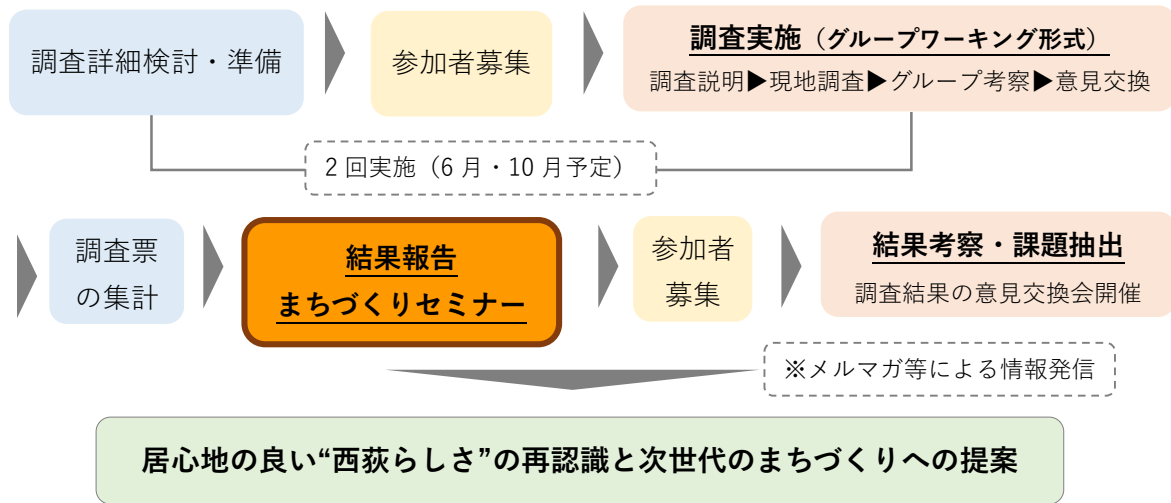 調査詳細検討・準備
参加者募集
調査実施（グループワーキング形式）
調査説明▶現地調査▶グループ考察▶意見交換
2 回実施（6 月・10 月予定）
調査票
の集計
結果報告
まちづくりセミナー
参加者
募集
結果考察・課題抽出
調査結果の意見交換会開催
※メルマガ等による情報発信
居心地の良い“西荻らしさ”の再認識と次世代のまちづくりへの提案